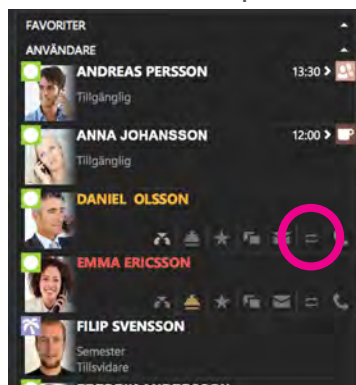 FAVORITER
ANVÄNDARE
ANDREAS PERSSON 13:30 >
Tillgänglig
ANNA JOHANSSON 12:00 >
Tillgänglig
DANIEL OLSSON
EMMA ERICSSON
FILIP SVENSSON
Semester
Tillsvidare